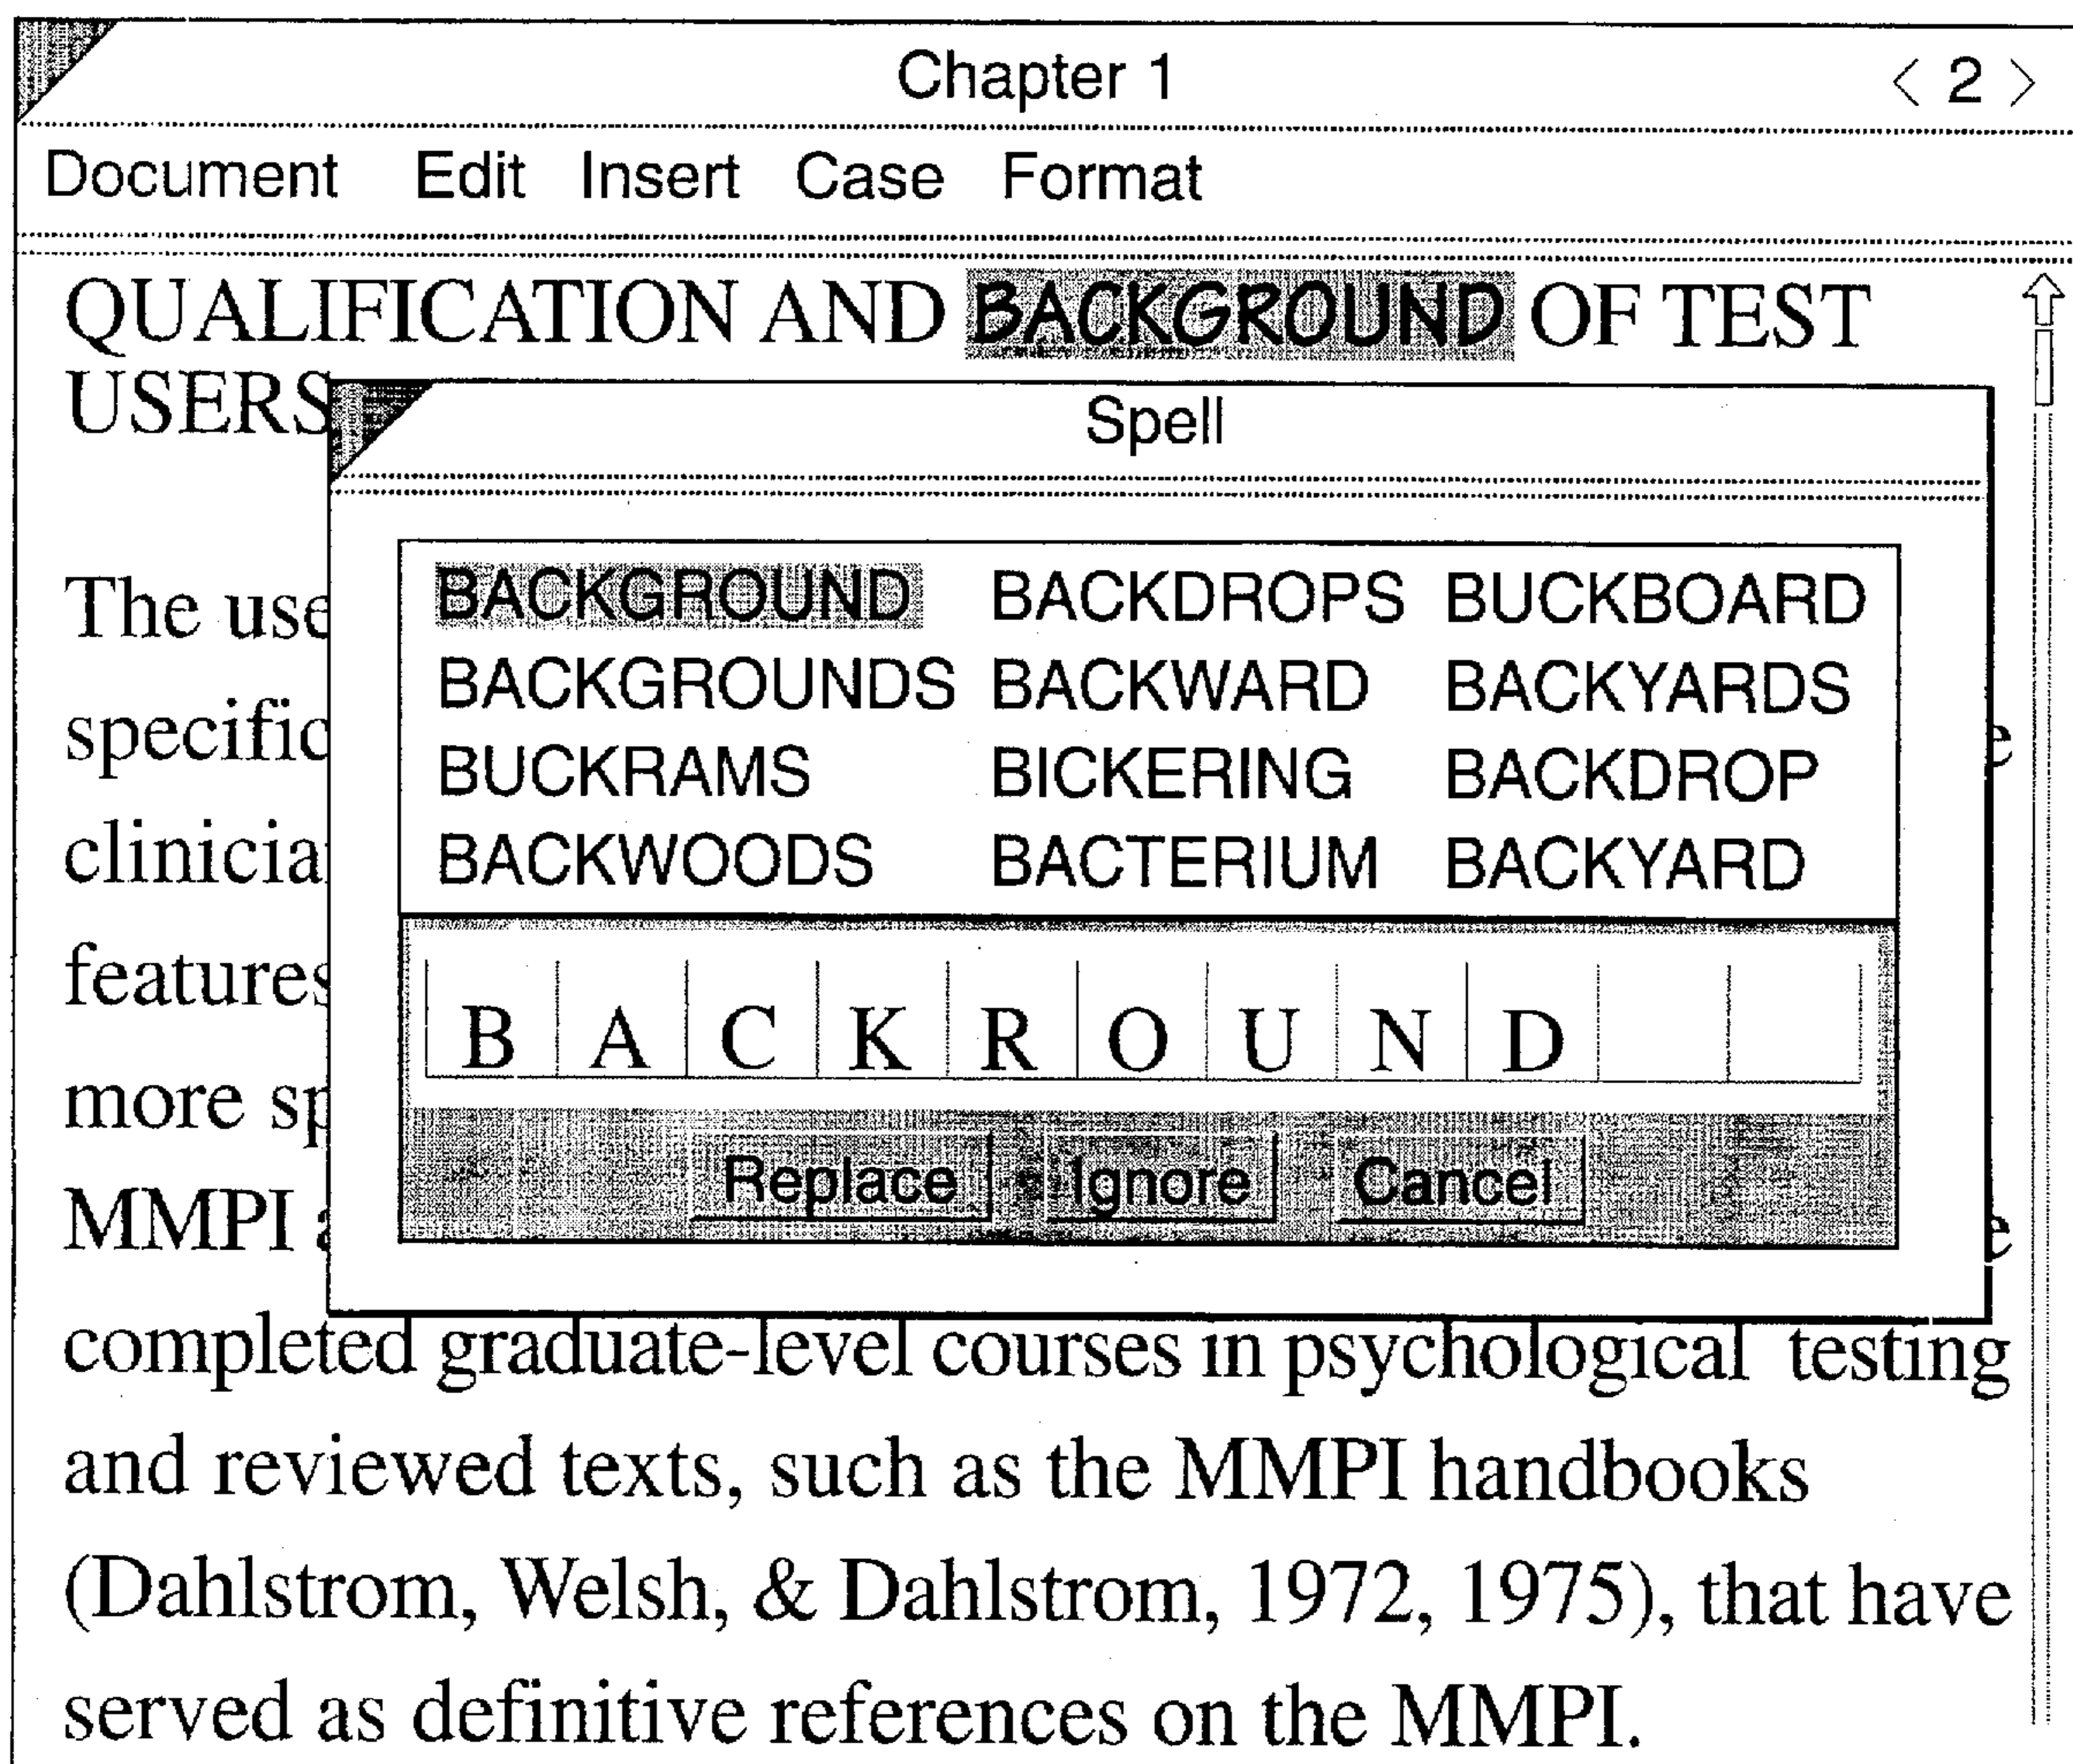 Chapter 1 < 2 >
Document Edit Insert Case Format
QUALIFICATION AND BACKGROUND OF TEST
USERS
Spell
BACKGROUND BACKDROPS BUCKBOARD
BACKGROUNDS BACKWARD BACKYARDS
BUCKRAMS BICKERING BACKDROP
BACKWOODS BACTERIUM BACKYARD
B A C K R O U N D
Replace Ignore Cancel
The use
specific
clinicia
features
more sp
MMPI
completed graduate-level courses in psychological testing
and reviewed texts, such as the MMPI handbooks
(Dahlstrom, Welsh, & Dahlstrom, 1972, 1975), that have
served as definitive references on the MMPI.